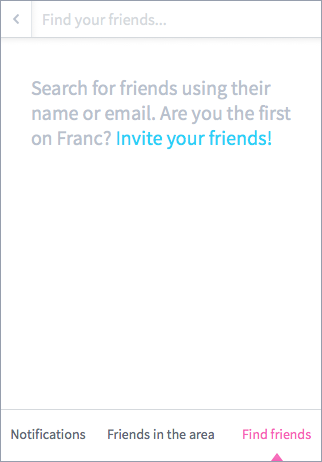 Find your friends...
Search for friends using their
name or email. Are you the first
on Franc? Invite your friends!
Notifications Friends in the area Find friends